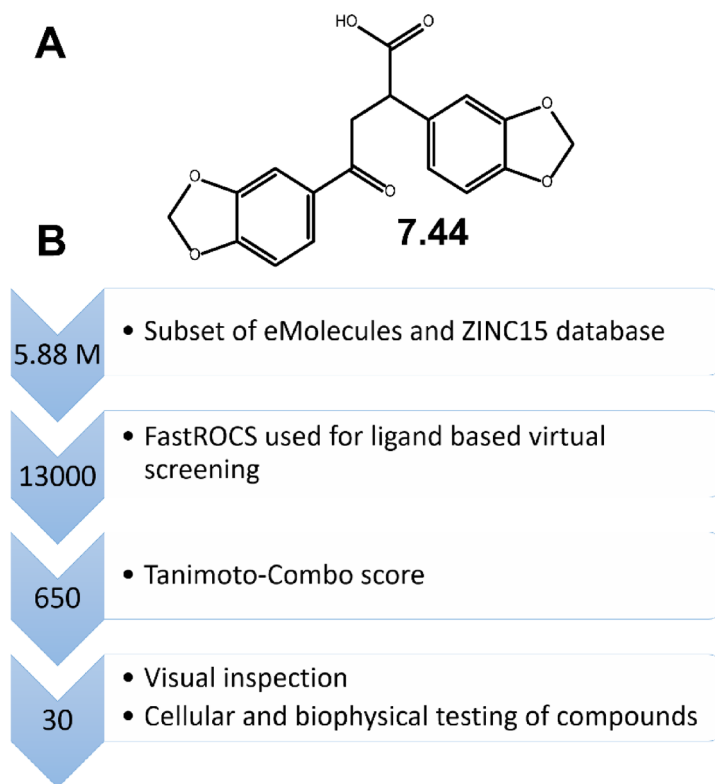 A
HO
O
O
O
O
O
O
7.44
B
5.88 M
• Subset of eMolecules and ZINC15 database
13000
• FastROCS used for ligand based virtual
screening
650
• Tanimoto-Combo score
30
• Visual inspection
• Cellular and biophysical testing of compounds